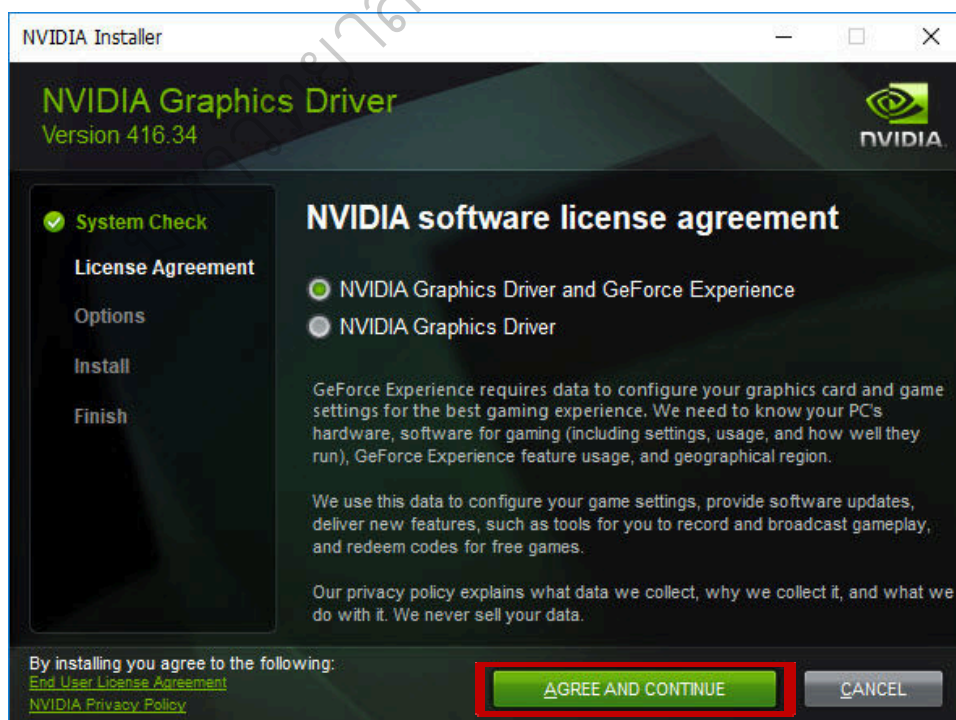 NVIDIA Installer
NVIDIA Graphics Driver
Version 416.34
NVIDIA.
System Check
License Agreement
Options
Install
Finish
NVIDIA software license agreement
NVIDIA Graphics Driver and GeForce Experience
NVIDIA Graphics Driver
GeForce Experience requires data to configure your graphics card and game
settings for the best gaming experience. We need to know your PC's
hardware, software for gaming (including settings, usage, and how well they
run), GeForce Experience feature usage, and geographical region.
We use this data to configure your game settings, provide software updates,
deliver new features, such as tools for you to record and broadcast gameplay,
and redeem codes for free games.
Our privacy policy explains what data we collect, why we collect it, and what we
do with it. We never sell your data.
By installing you agree to the following:
End User License Agreement
NVIDIA Privacy Policy
AGREE AND CONTINUE
CANCEL